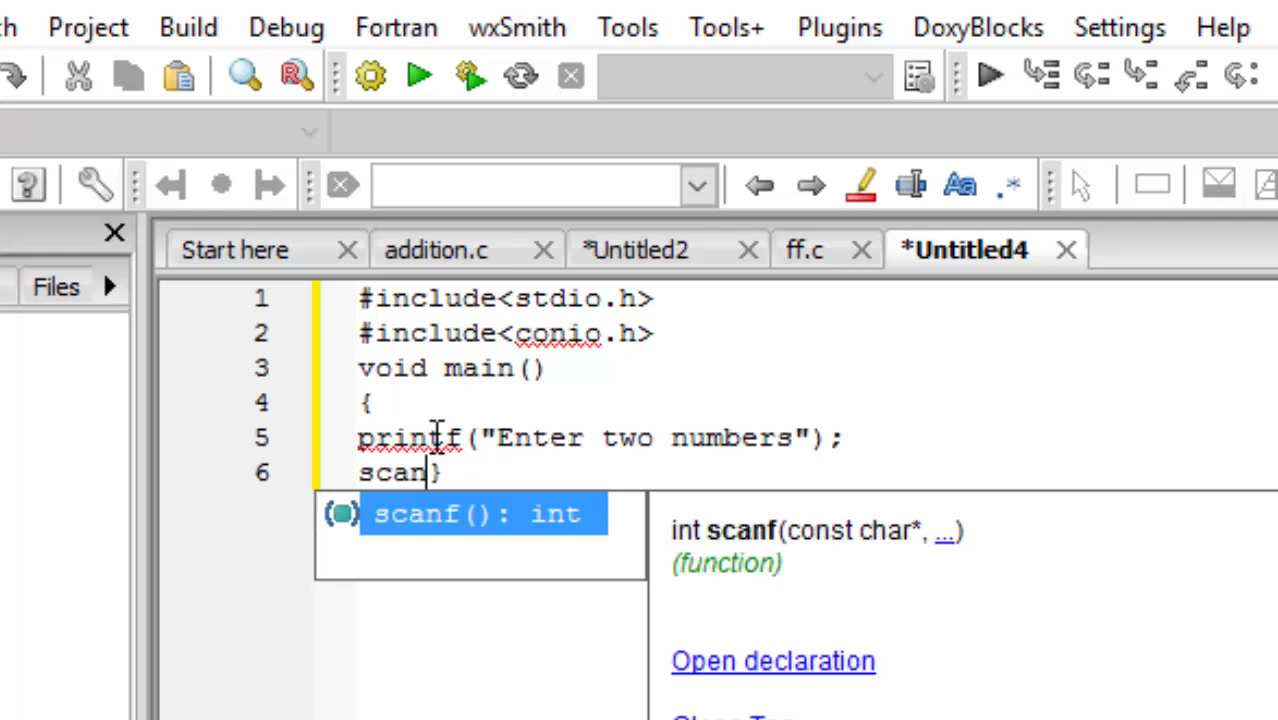 Project Build Debug Fortran wxSmith Tools Tools+ Plugins DoxyBlocks Settings Help
Files
Start here addition.c *Untitled2 ff.c *Untitled4
1 #include<stdio.h>
2 #include<conio.h>
3 void main()
4 {
5 printf("Enter two numbers");
6 scan}
scanf(): int
int scanf(const char*, ...)
(function)
Open declaration